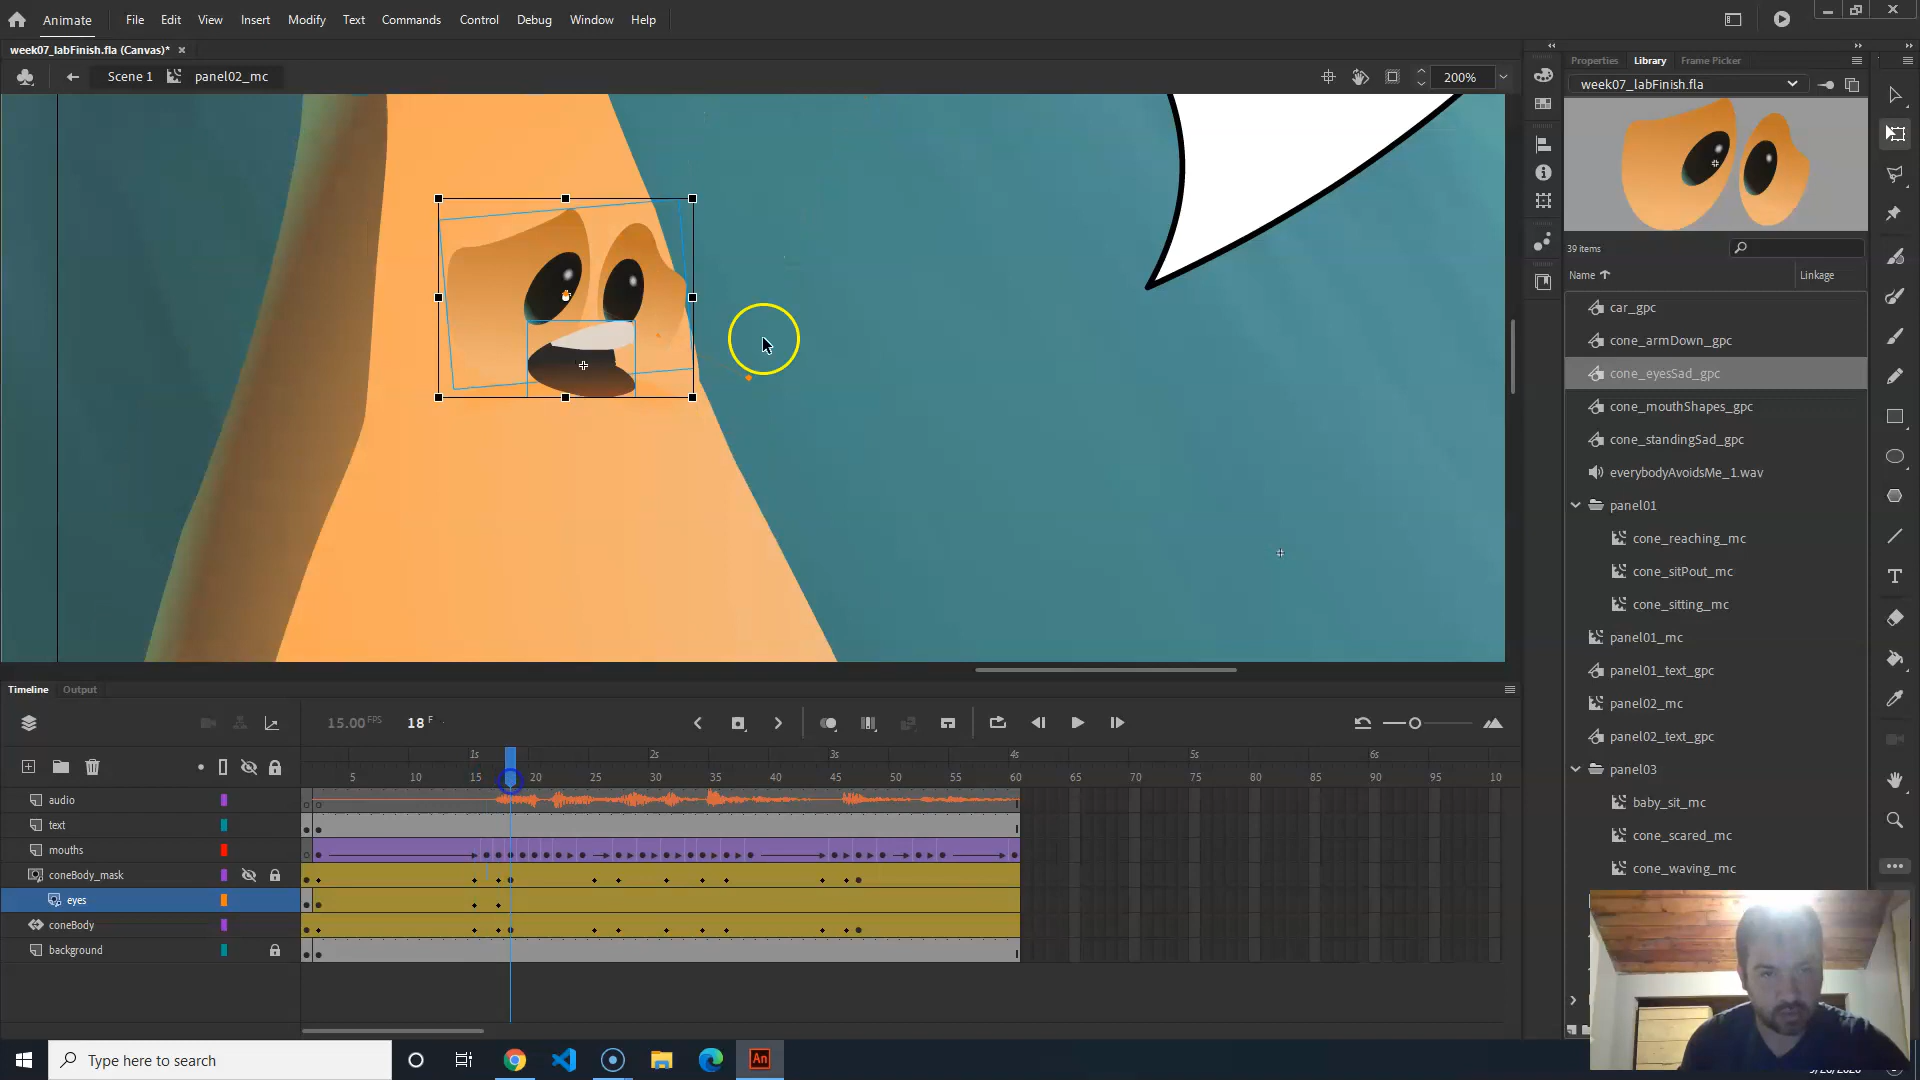 Animate File Edit View Insert Modify Text Commands Control Debug Window Help
week07_labFinish.fla (Canvas)*
Scene 1 panel02_mc 200%
Properties Library Frame Picker
week07_labFinish.fla
39 items
Name Linkage
car_gpc
cone_armDown_gpc
cone_eyesSad_gpc
cone_mouthShapes_gpc
cone_standingSad_gpc
everybodyAvoidsMe_1.wav
panel01
cone_reaching_mc
cone_sitPout_mc
cone_sitting_mc
panel01_mc
panel01_text_gpc
panel02_mc
panel02_text_gpc
panel03
baby_sit_mc
cone_scared_mc
cone_waving_mc
Timeline Output
15.00 FPS 18 F
1s 2s 3s 4s 5s 6s
5 10 15 20 25 30 35 40 45 50 55 60 65 70 75 80 85 90 95 10
audio
text
mouths
coneBody_mask
eyes
coneBody
background
Type here to search
An